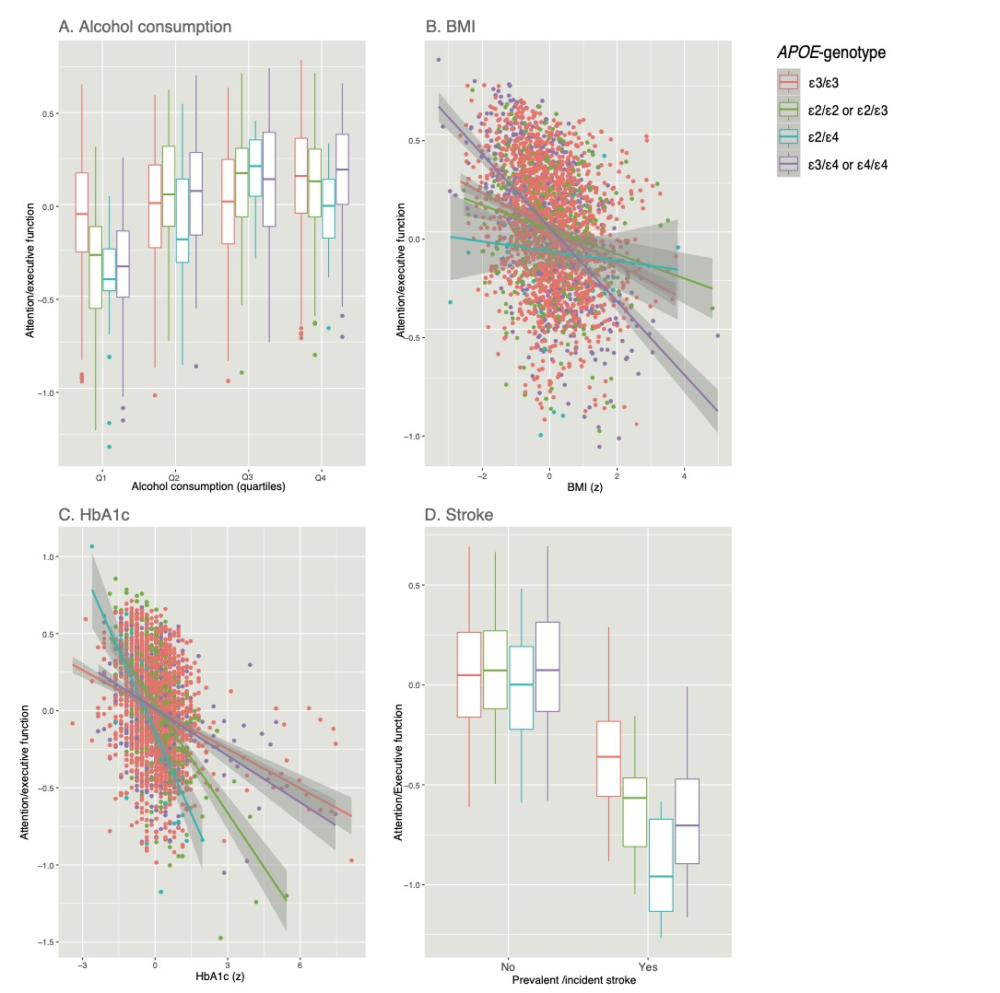 A. Alcohol consumption
B. BMI
APOE-genotype
ε3/ε3
ε2/ε2 or ε2/ε3
ε2/ε4
ε3/ε4 or ε4/ε4
Attention/executive function
0.5
0.0
−0.5
−1.0
Q1
Q2
Q3
Q4
Alcohol consumption (quartiles)
Attention/executive function
0.5
0.0
−0.5
−1.0
−2
0
2
4
BMI (z)
C. HbA1c
D. Stroke
Attention/executive function
1.0
0.5
0.0
−0.5
−1.0
−1.5
−3
0
3
6
HbA1c (z)
Attention/Executive function
0.5
0.0
−0.5
−1.0
No
Yes
Prevalent /incident stroke